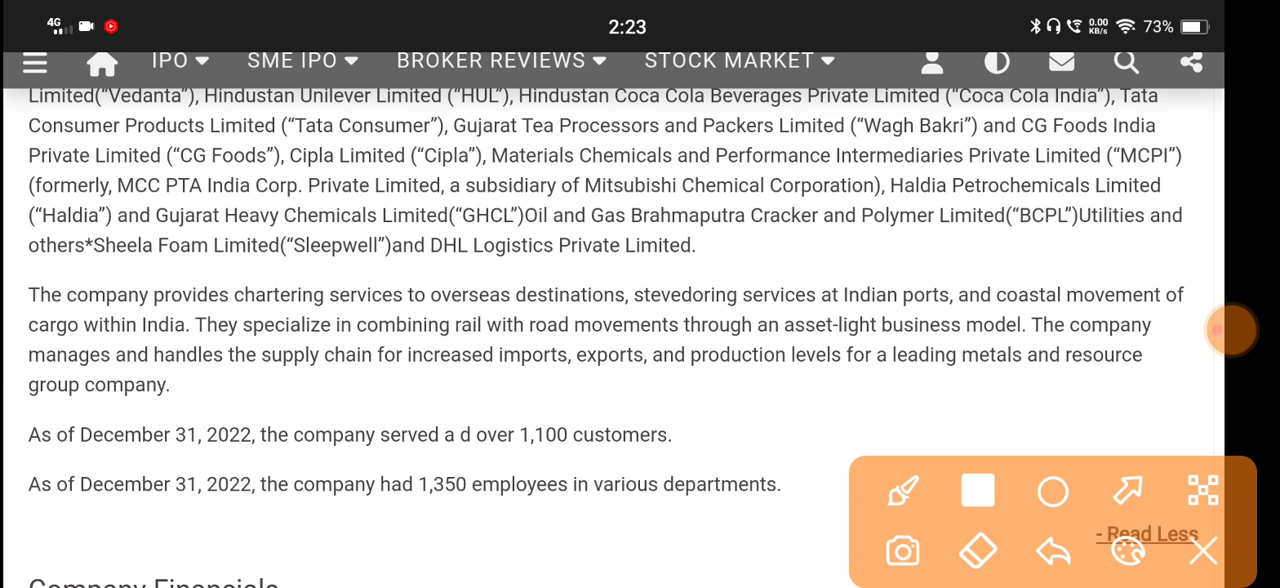 4G 2:23 0.00 KB/s 73%
IPO SME IPO BROKER REVIEWS STOCK MARKET
Limited(“Vedanta”), Hindustan Unilever Limited (“HUL”), Hindustan Coca Cola Beverages Private Limited (“Coca Cola India”), Tata
Consumer Products Limited (“Tata Consumer”), Gujarat Tea Processors and Packers Limited (“Wagh Bakri”) and CG Foods India
Private Limited (“CG Foods”), Cipla Limited (“Cipla”), Materials Chemicals and Performance Intermediaries Private Limited (“MCPI”)
(formerly, MCC PTA India Corp. Private Limited, a subsidiary of Mitsubishi Chemical Corporation), Haldia Petrochemicals Limited
(“Haldia”) and Gujarat Heavy Chemicals Limited(“GHCL”)Oil and Gas Brahmaputra Cracker and Polymer Limited(“BCPL”)Utilities and
others*Sheela Foam Limited(“Sleepwell”)and DHL Logistics Private Limited.
The company provides chartering services to overseas destinations, stevedoring services at Indian ports, and coastal movement of
cargo within India. They specialize in combining rail with road movements through an asset-light business model. The company
manages and handles the supply chain for increased imports, exports, and production levels for a leading metals and resource
group company.
As of December 31, 2022, the company served a d over 1,100 customers.
As of December 31, 2022, the company had 1,350 employees in various departments.
- Read Less
Company Financials